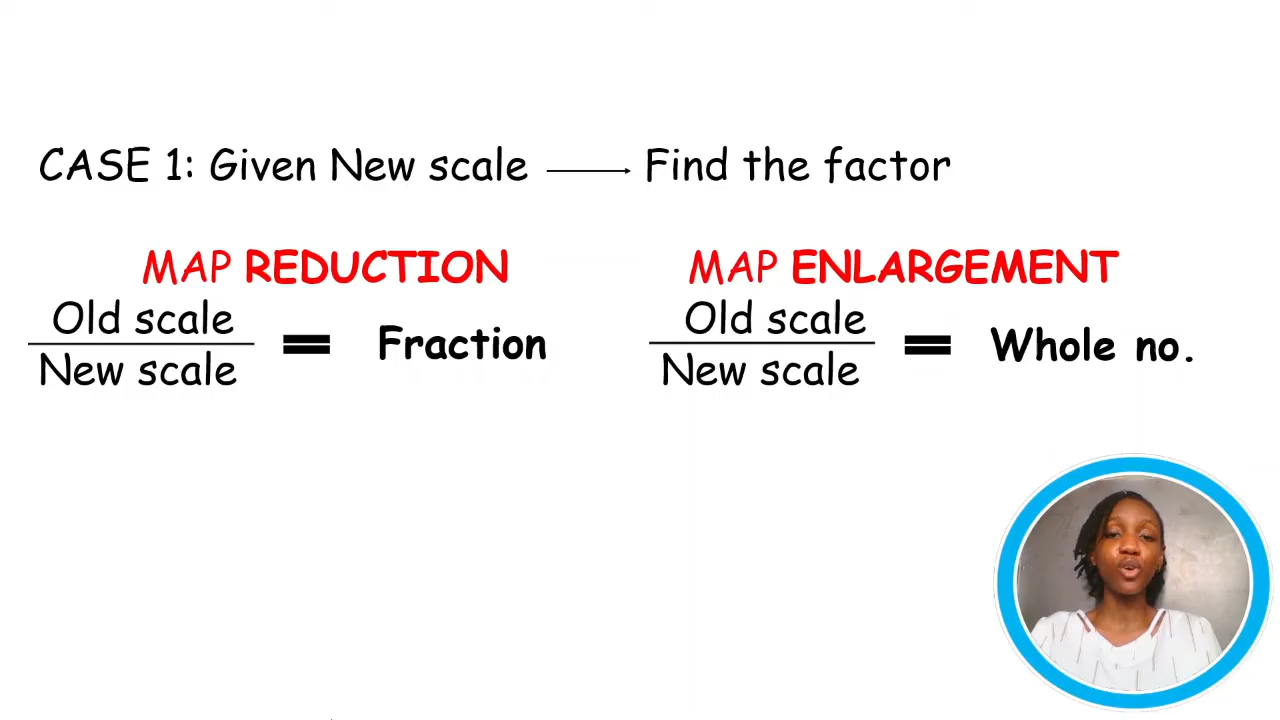 CASE 1: Given New scale → Find the factor
MAP REDUCTION
Old scale
New scale
= Fraction
MAP ENLARGEMENT
Old scale
New scale
= Whole no.